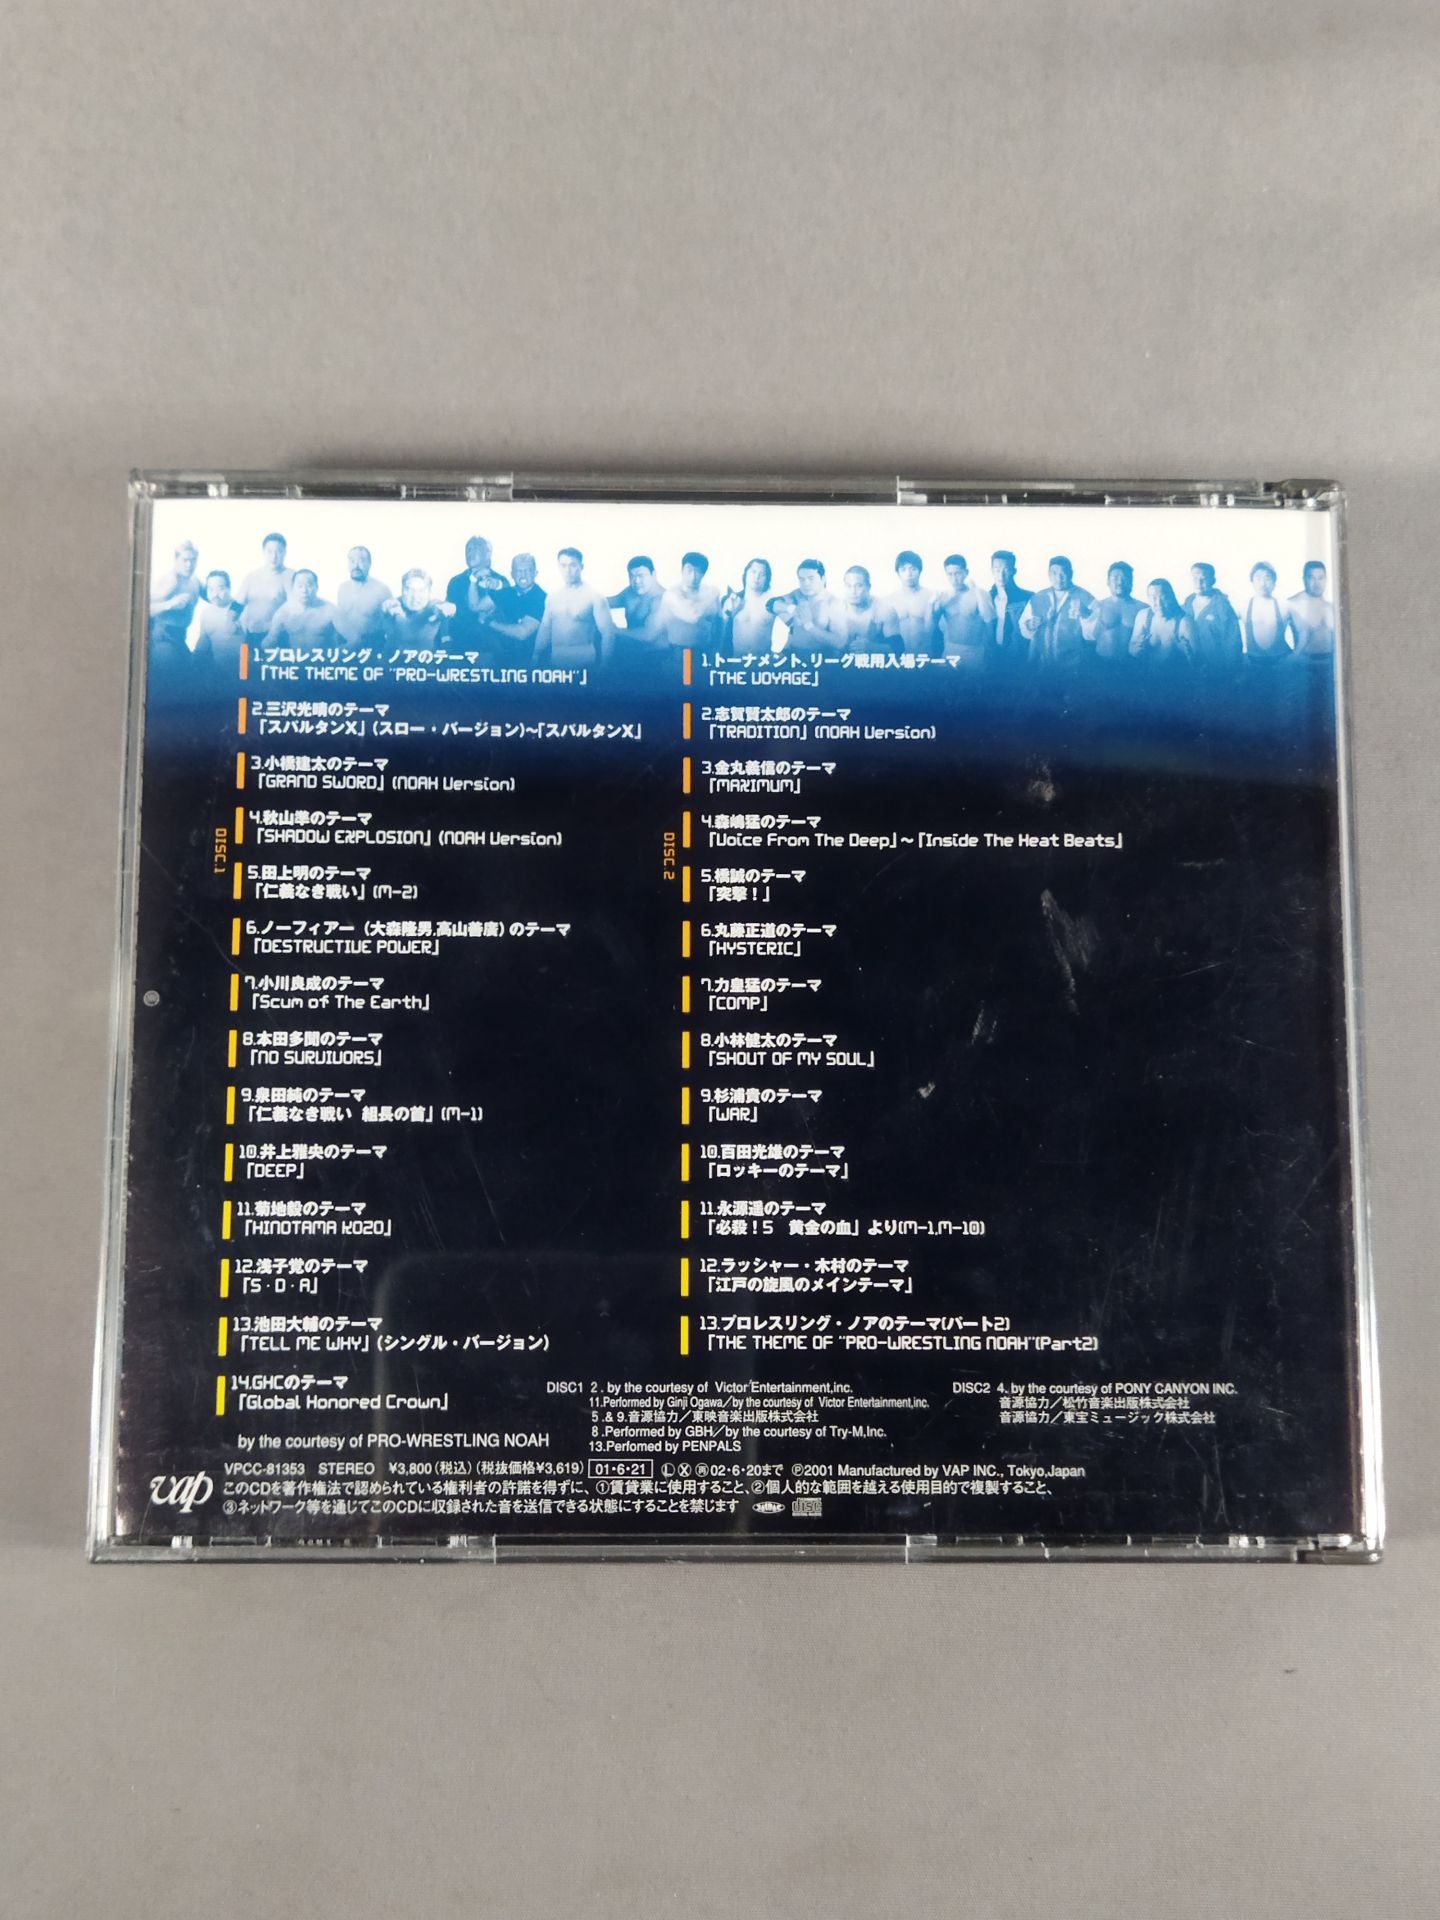 DISC.1
1.プロレスリング・ノアのテーマ
「THE THEME OF "PRO-WRESTLING NOAH"」
2.三沢光晴のテーマ
「スパルタンX」(スロー・バージョン)~「スパルタンX」
3.小橋建太のテーマ
「GRAND SWORD」(NOAH Version)
4.秋山準のテーマ
「SHADOW EXPLOSION」(NOAH Version)
5.田上明のテーマ
「仁義なき戦い」(M-2)
6.ノーフィアー(大森隆男,高山善廣)のテーマ
「DESTRUCTIVE POWER」
7.小川良成のテーマ
「Scum of The Earth」
8.本田多聞のテーマ
「NO SURVIVORS」
9.泉田純のテーマ
「仁義なき戦い 組長の首」(M-1)
10.井上雅央のテーマ
「DEEP」
11.菊地毅のテーマ
「HINOTAMA KOZO」
12.浅子覚のテーマ
「S・D・A」
13.池田大輔のテーマ
「TELL ME WHY」(シングル・バージョン)
14.GHCのテーマ
「Global Honored Crown」
by the courtesy of PRO-WRESTLING NOAH
DISC 2
1.トーナメント、リーグ戦用入場テーマ
「THE VOYAGE」
2.志賀賢太郎のテーマ
「TRADITION」(NOAH Version)
3.金丸義信のテーマ
「MAXIMUM」
4.森嶋猛のテーマ
「Voice From The Deep」~「Inside The Heat Beats」
5.橋誠のテーマ
「突撃!」
6.丸藤正道のテーマ
「HYSTERIC」
7.力皇猛のテーマ
「COMP」
8.小林健太のテーマ
「SHOUT OF MY SOUL」
9.杉浦貴のテーマ
「WAR」
10.百田光雄のテーマ
「ロッキーのテーマ」
11.永源遥のテーマ
「必殺!5 黄金の血」より(M-1,M-10)
12.ラッシャー・木村のテーマ
「江戸の旋風のメインテーマ」
13.プロレスリング・ノアのテーマ(パート2)
「THE THEME OF "PRO-WRESTLING NOAH"(Part2)
DISC1 2. by the courtesy of Victor Entertainment,inc.
11.Performed by Ginji Ogawa/by the courtesy of Victor Entertainment,inc.
5.& 9.音源協力/東映音楽出版株式会社
8.Performed by GBH/by the courtesy of Try-M,Inc.
13.Perfomed by PENPALS
DISC2 4. by the courtesy of PONY CANYON INC.
音源協力/松竹音楽出版株式会社
音源協力/東宝ミュージック株式会社
vap
VPCC-81353 STEREO ¥3,800(税込)(税抜価格¥3,619) 01・6・21 Ⓛ Ⓧ 再02・6・20まで Ⓟ2001 Manufactured by VAP INC., Tokyo,Japan
このCDを著作権法で認められている権利者の許諾を得ずに、①賃貸業に使用すること、②個人的な範囲を越える使用目的で複製すること、
③ネットワーク等を通じてこのCDに収録された音を送信できる状態にすることを禁じます
disc